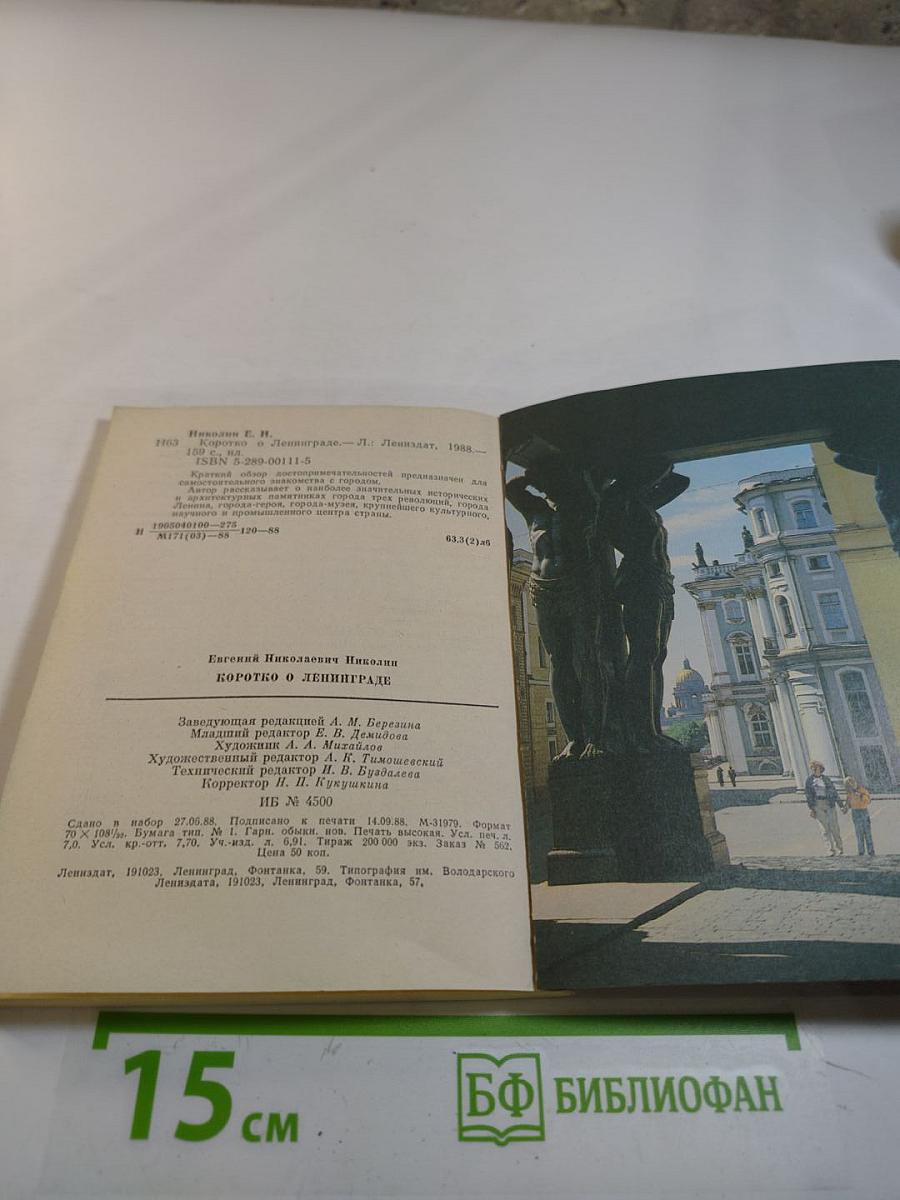 Николин Е. Н.
Н63 Коротко о Ленинграде.— Л.: Лениздат, 1988.—
159 с., ил.
ISBN 5-289-00111-5
Краткий обзор достопримечательностей предназначен для
самостоятельного знакомства с городом.
Автор рассказывает о наиболее значительных исторических
и архитектурных памятниках города трех революций, города
Ленина, города-героя, города-музея, крупнейшего культурного,
научного и промышленного центра страны.
Н 1905040100—275
М171(03)—88 120—88
63.3(2)лб
Евгений Николаевич Николин
КОРОТКО О ЛЕНИНГРАДЕ
Заведующая редакцией А. М. Березина
Младший редактор Е. В. Демидова
Художник А. А. Михайлов
Художественный редактор А. К. Тимошевский
Технический редактор И. В. Буздалева
Корректор Н. П. Кукушкина
ИБ № 4500
Сдано в набор 27.06.88. Подписано к печати 14.09.88. М-31979. Формат
70 × 108¹/₃₂. Бумага тип. № 1. Гарн. обыкн. нов. Печать высокая. Усл. печ. л.
7,0. Усл. кр.-отт. 7,70. Уч.-изд. л. 6,91. Тираж 200 000 экз. Заказ № 562.
Цена 50 коп.
Лениздат, 191023, Ленинград, Фонтанка, 59. Типография им. Володарского
Лениздата, 191023, Ленинград, Фонтанка, 57.
15 см
БФ БИБЛИОФАН